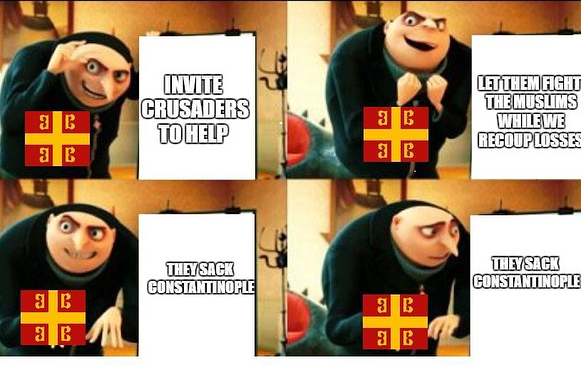 INVITE
CRUSADERS
TO HELP
LET THEM FIGHT
THE MUSLIMS
WHILE WE
RECOUP LOSSES
THEY SACK
CONSTANTINOPLE
THEY SACK
CONSTANTINOPLE